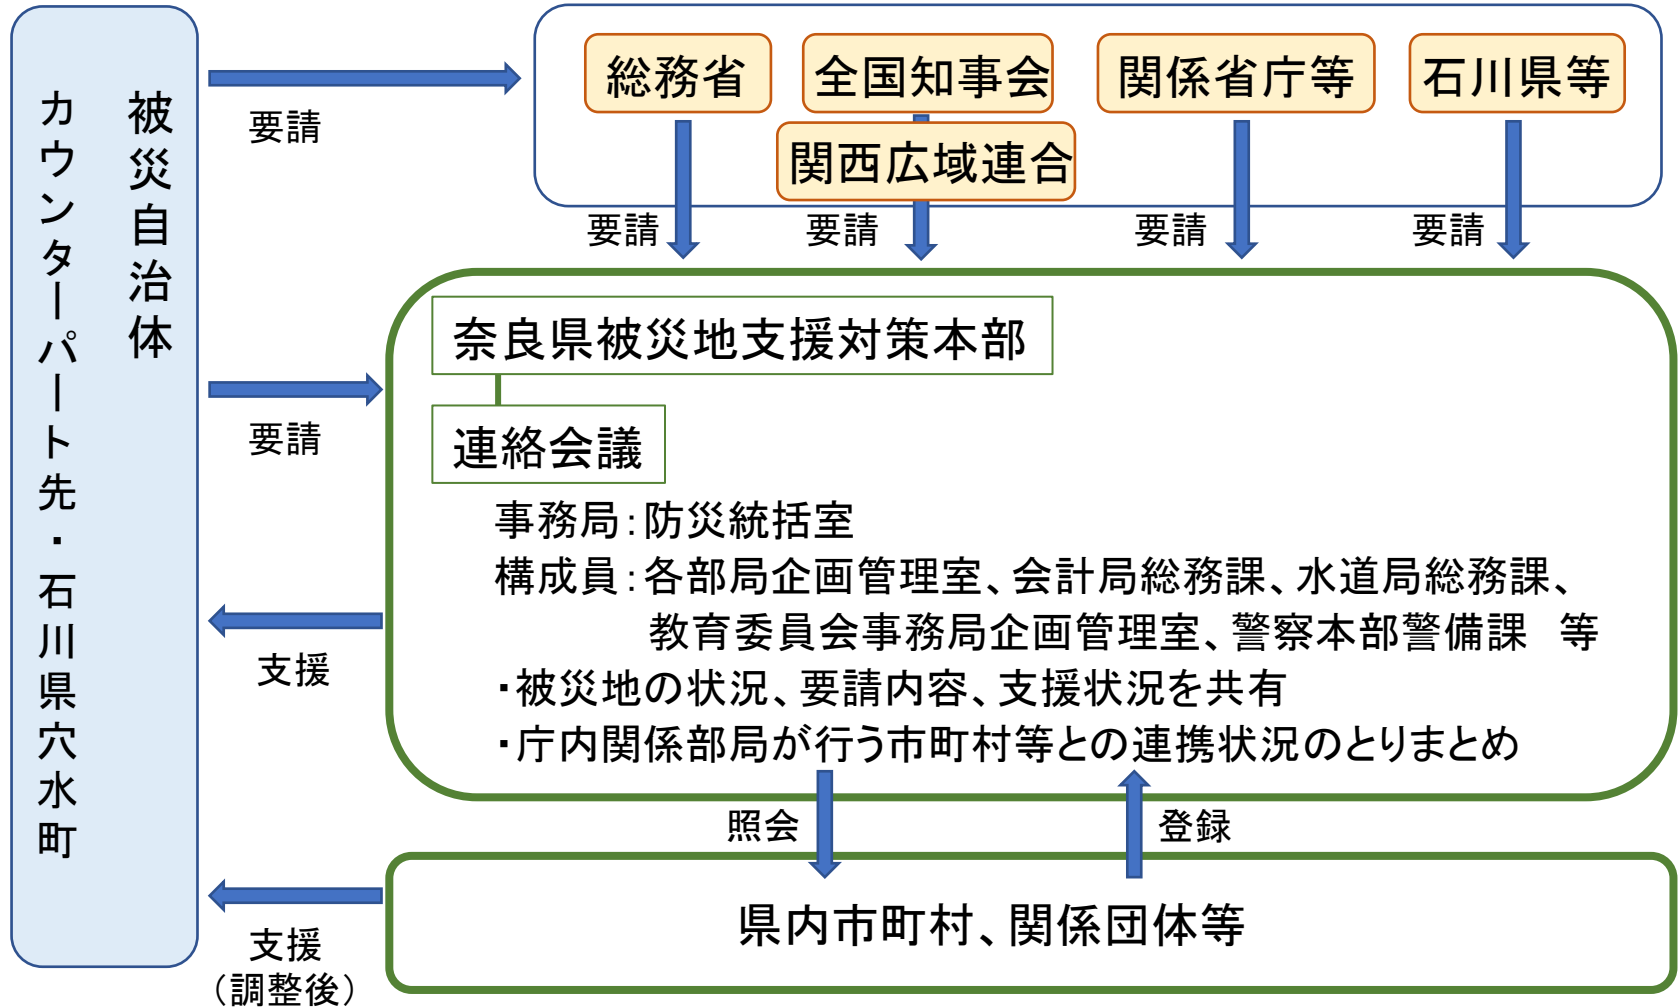 被災自治体
カウンターパート先・石川県穴水町
要請
総務省
全国知事会
関係省庁等
石川県等
関西広域連合
要請
要請
要請
要請
要請
奈良県被災地支援対策本部
連絡会議
事務局：防災統括室
構成員：各部局企画管理室、会計局総務課、水道局総務課、
教育委員会事務局企画管理室、警察本部警備課　等
・被災地の状況、要請内容、支援状況を共有
・庁内関係部局が行う市町村等との連携状況のとりまとめ
支援
照会
登録
県内市町村、関係団体等
支援
（調整後）